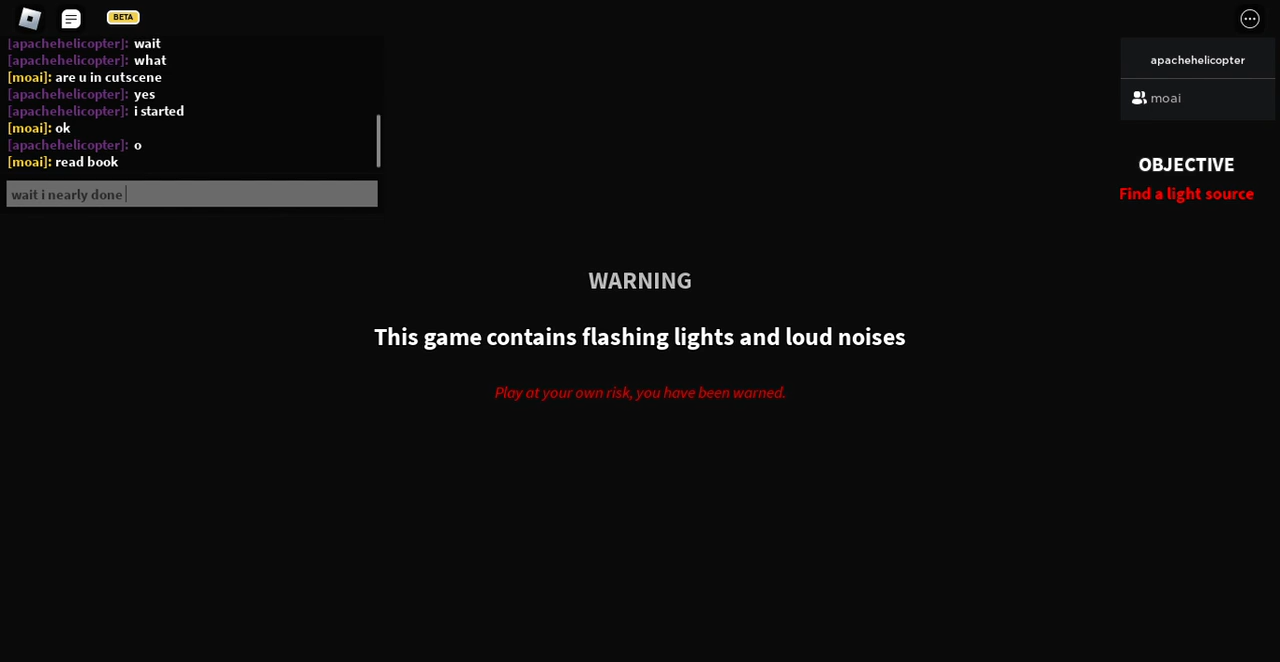 BETA
[apachehelicopter]: wait
[apachehelicopter]: what
[moai]: are u in cutscene
[apachehelicopter]: yes
[apachehelicopter]: i started
[moai]: ok
[apachehelicopter]: o
[moai]: read book
wait i nearly done
apachehelicopter
moai
OBJECTIVE
Find a light source
WARNING
This game contains flashing lights and loud noises
Play at your own risk, you have been warned.